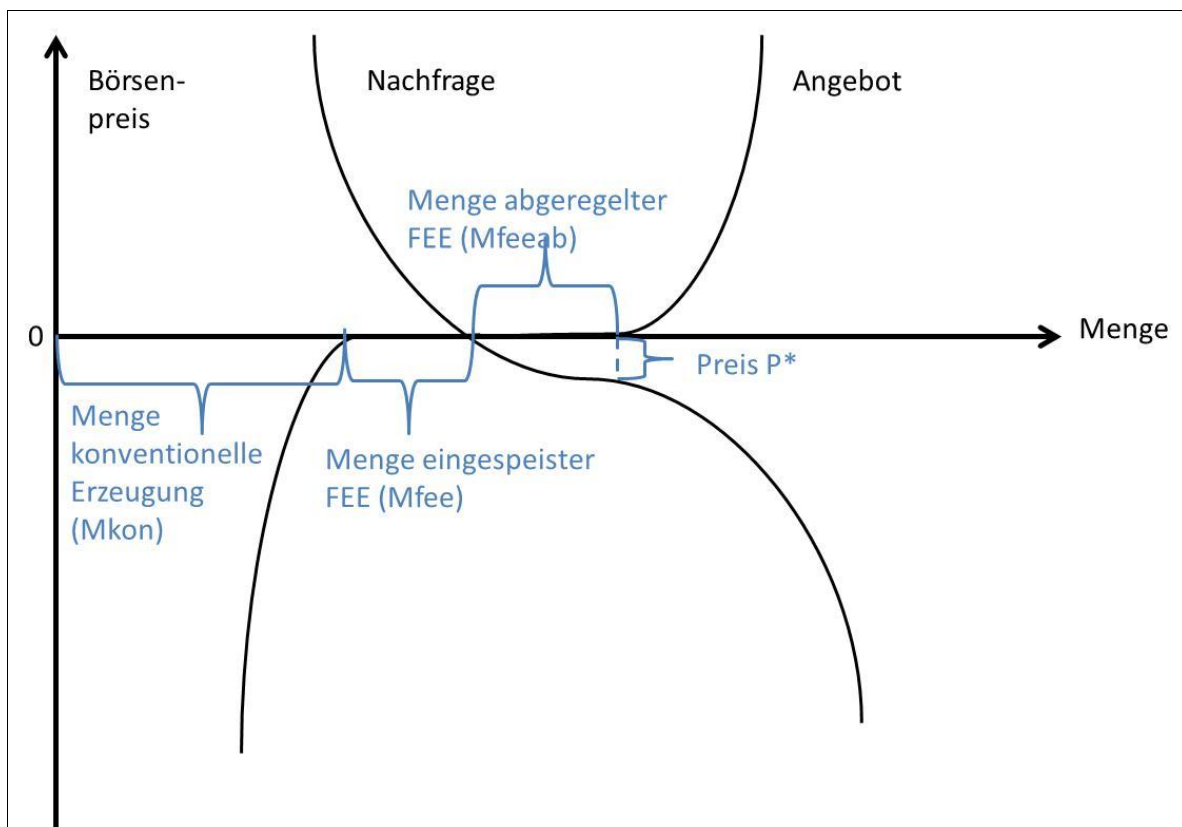 Börsen-
preis
Nachfrage
Angebot
Menge abgeregelter
FEE (Mfeeab)
0
Menge
Preis P*
Menge
konventionelle
Erzeugung
(Mkon)
Menge eingespeister
FEE (Mfee)